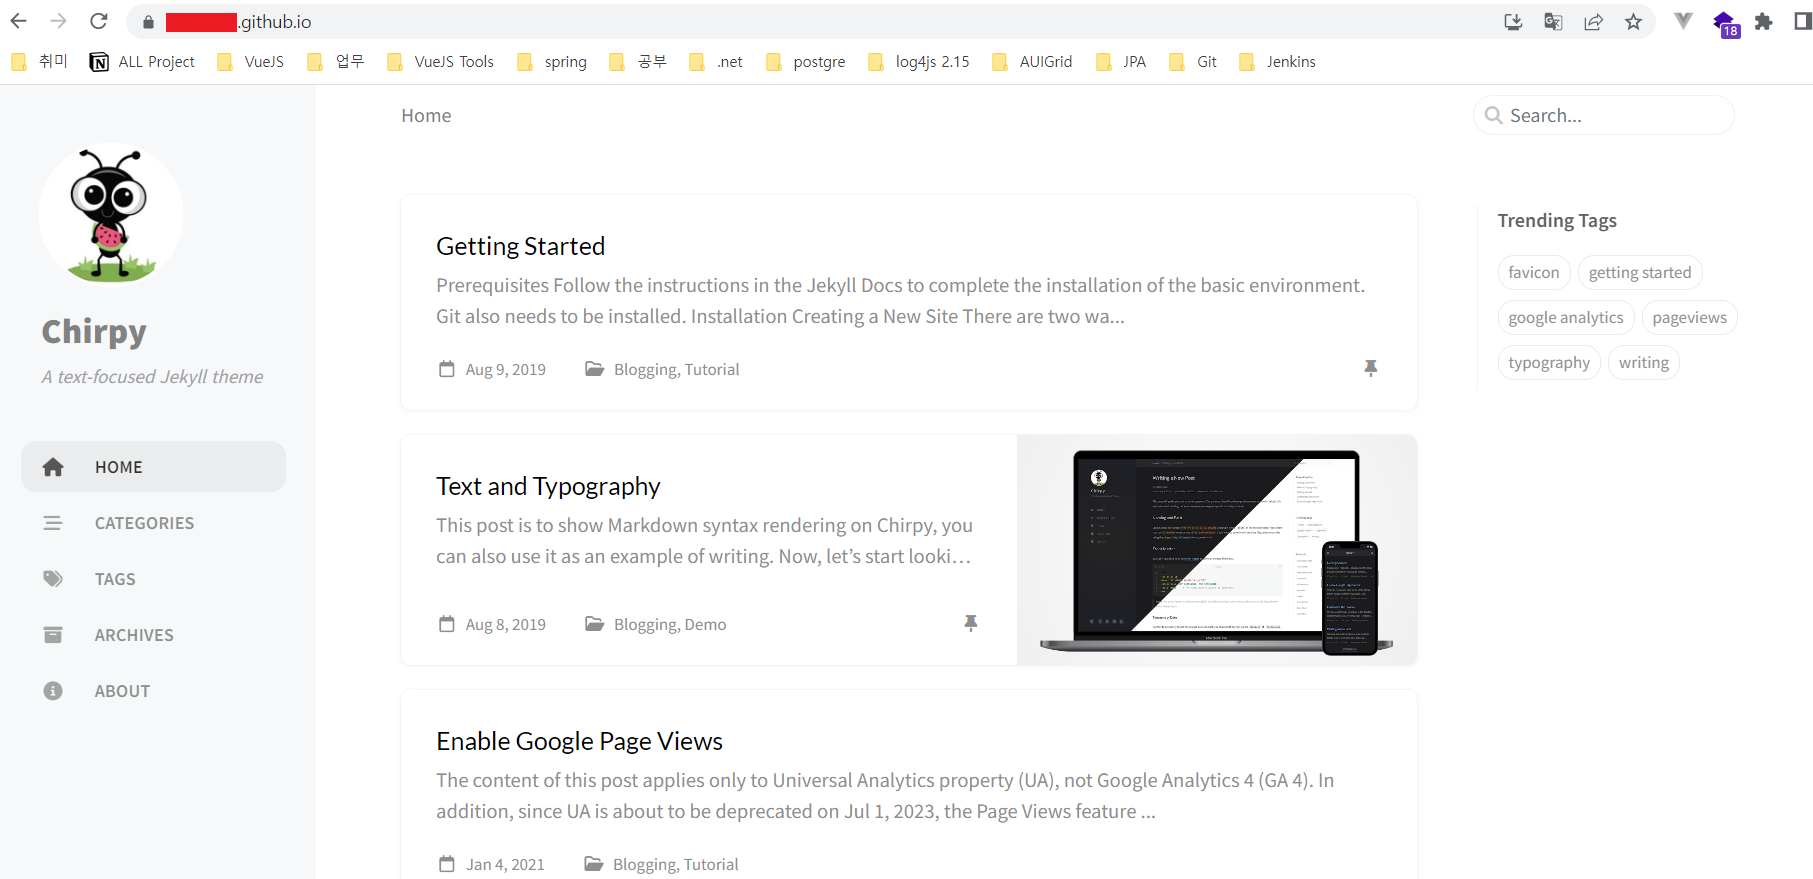 .github.io
18
취미
ALL Project
VueJS
업무
VueJS Tools
spring
공부
.net
postgre
log4js 2.15
AUIGrid
JPA
Git
Jenkins
Home
Search...
Chirpy
A text-focused Jekyll theme
HOME
CATEGORIES
TAGS
ARCHIVES
ABOUT
Getting Started
Prerequisites Follow the instructions in the Jekyll Docs to complete the installation of the basic environment.
Git also needs to be installed. Installation Creating a New Site There are two wa...
Aug 9, 2019
Blogging, Tutorial
Text and Typography
This post is to show Markdown syntax rendering on Chirpy, you
can also use it as an example of writing. Now, let’s start looki...
Aug 8, 2019
Blogging, Demo
Writing a New Post
Chirpy
Enable Google Page Views
The content of this post applies only to Universal Analytics property (UA), not Google Analytics 4 (GA 4). In
addition, since UA is about to be deprecated on Jul 1, 2023, the Page Views feature ...
Jan 4, 2021
Blogging, Tutorial
Trending Tags
favicon
getting started
google analytics
pageviews
typography
writing